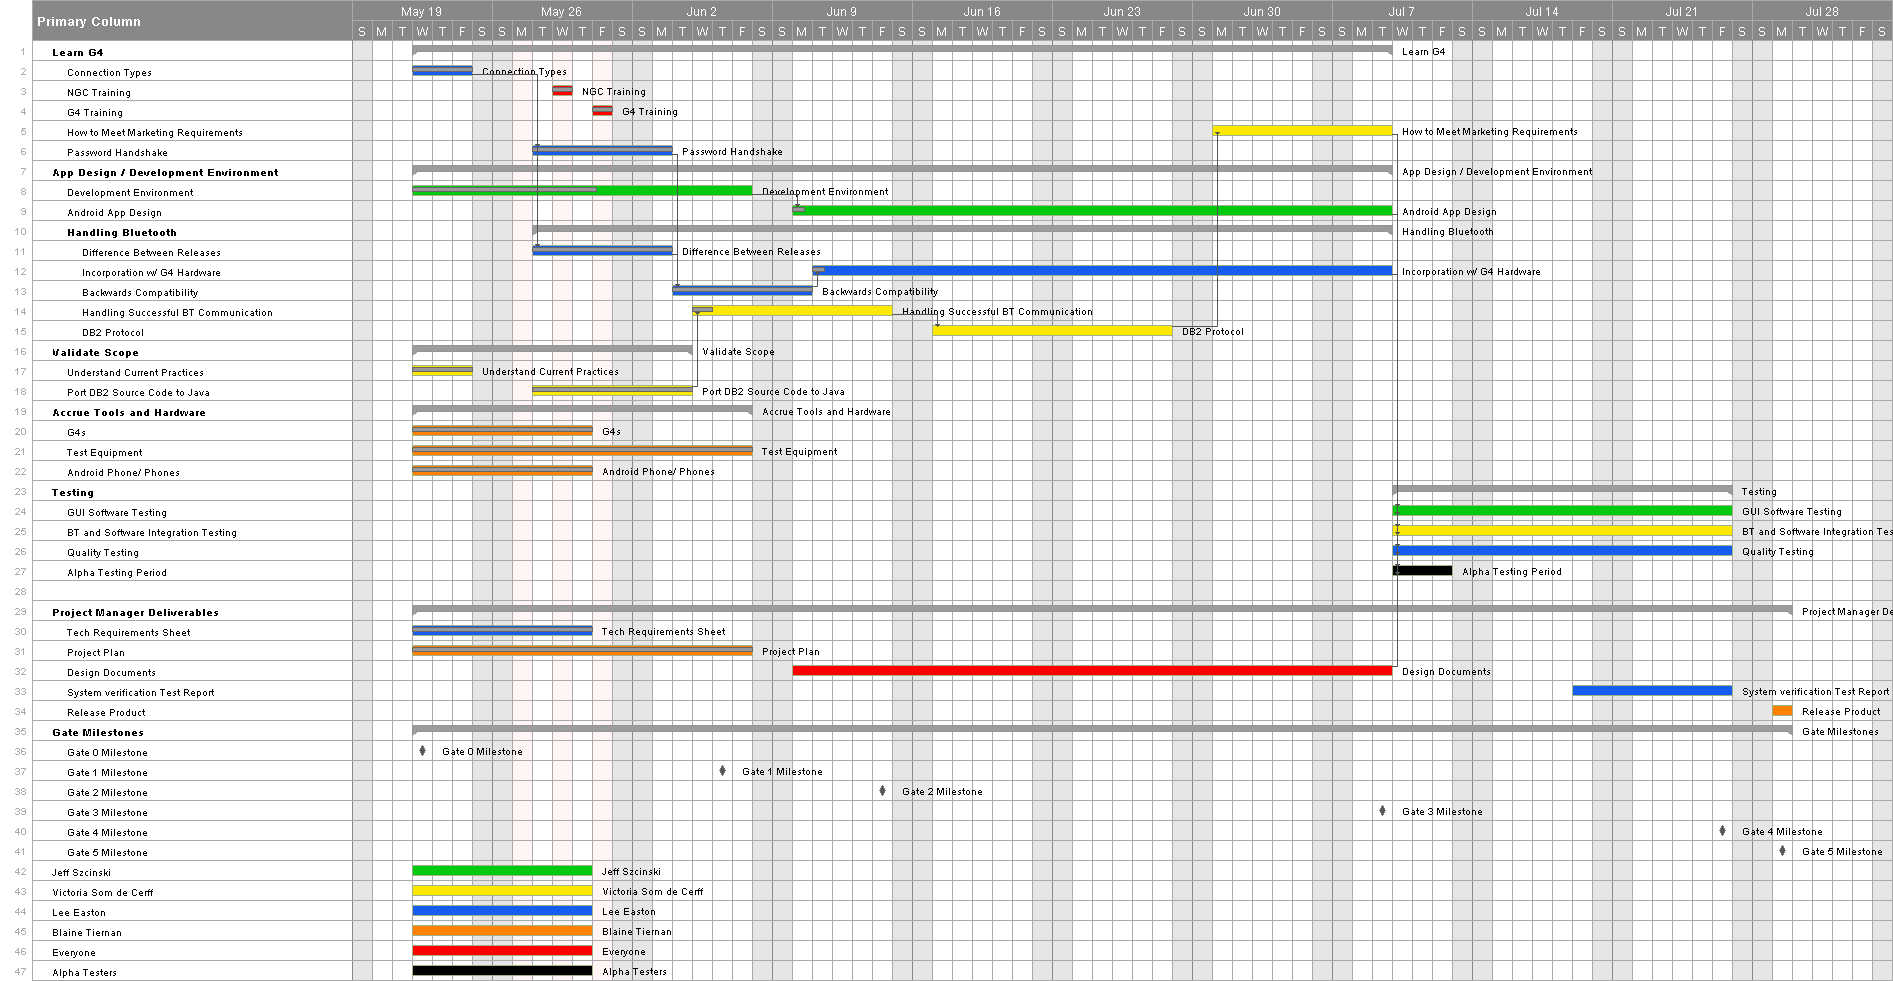 Primary Column
May 19 May 26 Jun 2 Jun 9 Jun 16 Jun 23 Jun 30 Jul 7 Jul 14 Jul 21 Jul 28
S M T W T F S S M T W T F S S M T W T F S S M T W T F S S M T W T F S S M T W T F S S M T W T F S S M T W T F S S M T W T F S S M T W T F S S M T W T F S
1 Learn G4 Learn G4
2 Connection Types Connection Types
3 NGC Training NGC Training
4 G4 Training G4 Training
5 How to Meet Marketing Requirements How to Meet Marketing Requirements
6 Password Handshake Password Handshake
7 App Design / Development Environment App Design / Development Environment
8 Development Environment Development Environment
9 Android App Design Android App Design
10 Handling Bluetooth Handling Bluetooth
11 Difference Between Releases Difference Between Releases
12 Incorporation w/ G4 Hardware Incorporation w/ G4 Hardware
13 Backwards Compatibility Backwards Compatibility
14 Handling Successful BT Communication Handling Successful BT Communication
15 DB2 Protocol DB2 Protocol
16 Validate Scope Validate Scope
17 Understand Current Practices Understand Current Practices
18 Port DB2 Source Code to Java Port DB2 Source Code to Java
19 Accrue Tools and Hardware Accrue Tools and Hardware
20 G4s G4s
21 Test Equipment Test Equipment
22 Android Phone/ Phones Android Phone/ Phones
23 Testing Testing
24 GUI Software Testing GUI Software Testing
25 BT and Software Integration Testing BT and Software Integration Tes
26 Quality Testing Quality Testing
27 Alpha Testing Period Alpha Testing Period
28
29 Project Manager Deliverables Project Manager De
30 Tech Requirements Sheet Tech Requirements Sheet
31 Project Plan Project Plan
32 Design Documents Design Documents
33 System verification Test Report System verification Test Report
34 Release Product Release Product
35 Gate Milestones Gate Milestones
36 Gate 0 Milestone Gate 0 Milestone
37 Gate 1 Milestone Gate 1 Milestone
38 Gate 2 Milestone Gate 2 Milestone
39 Gate 3 Milestone Gate 3 Milestone
40 Gate 4 Milestone Gate 4 Milestone
41 Gate 5 Milestone Gate 5 Milestone
42 Jeff Szcinski Jeff Szcinski
43 Victoria Som de Cerff Victoria Som de Cerff
44 Lee Easton Lee Easton
45 Blaine Tiernan Blaine Tiernan
46 Everyone Everyone
47 Alpha Testers Alpha Testers